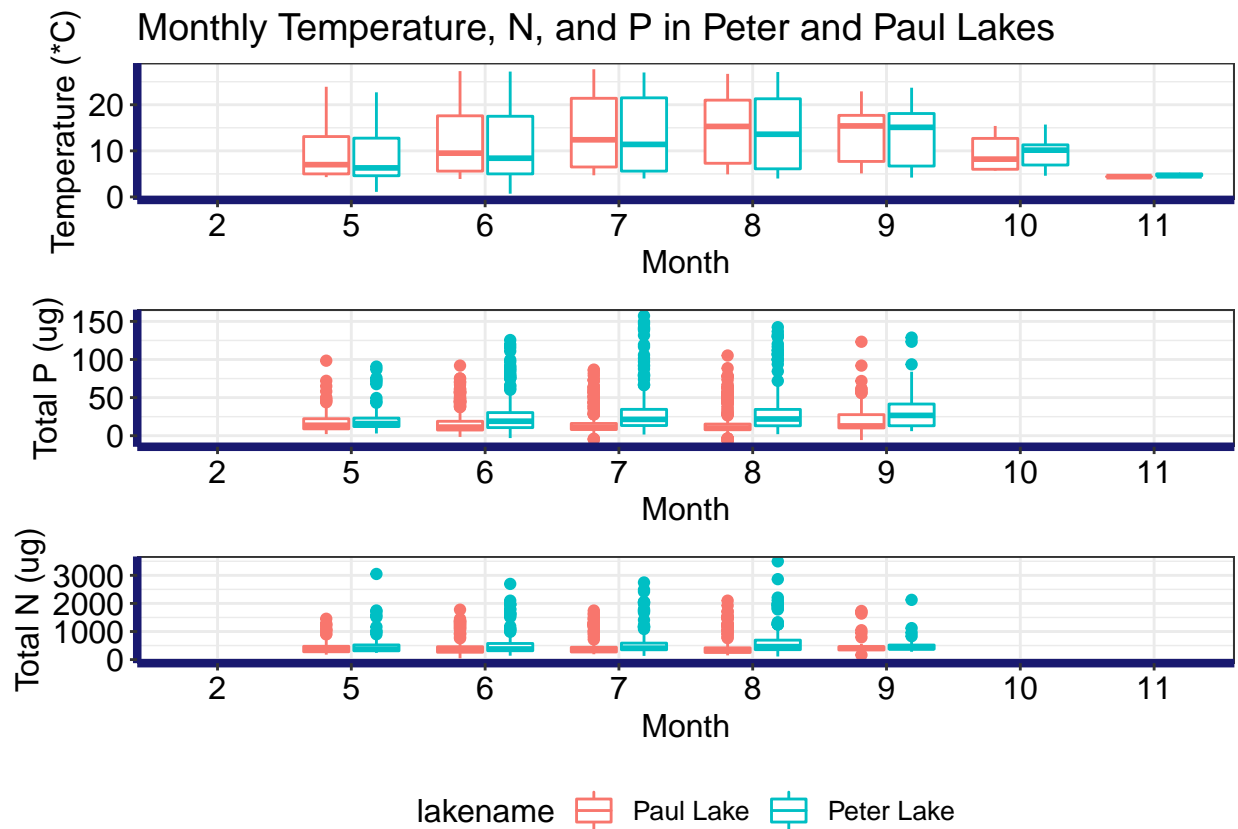 Monthly Temperature, N, and P in Peter and Paul Lakes
Temperature (*C)
20
10
0
2 5 6 7 8 9 10 11
Month
Total P (ug)
150
100
50
0
2 5 6 7 8 9 10 11
Month
Total N (ug)
3000
2000
1000
0
2 5 6 7 8 9 10 11
Month
lakename Paul Lake Peter Lake